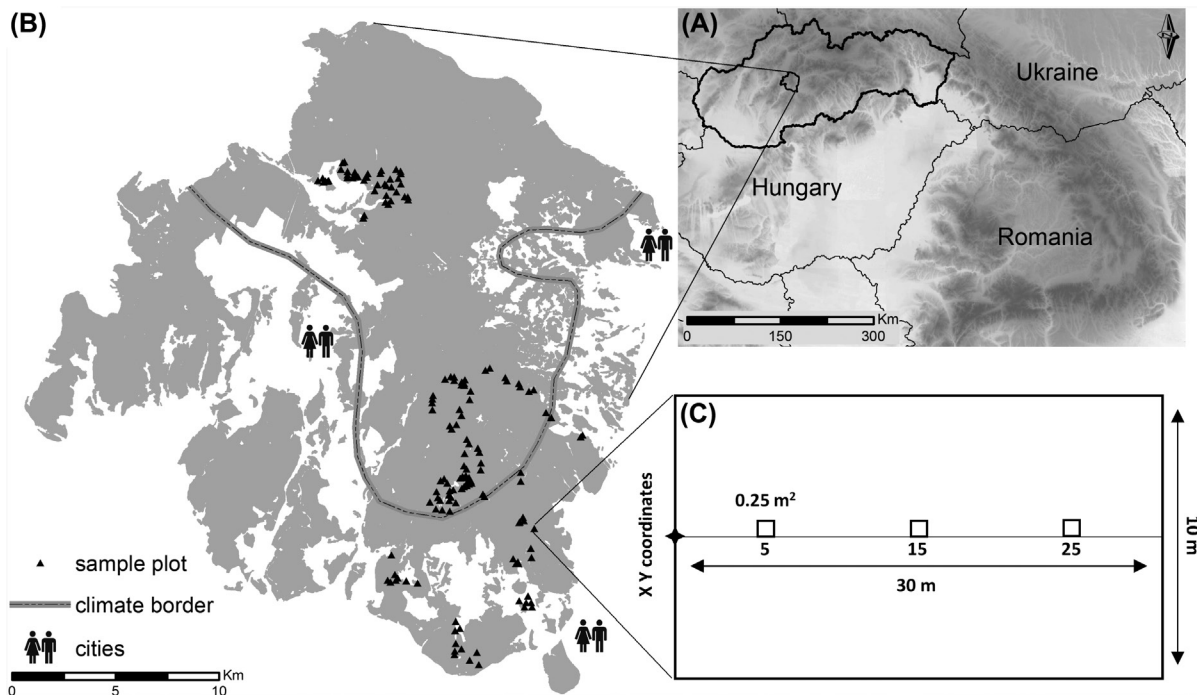 (B)
sample plot
climate border
cities
Km
0 5 10
(A)
Ukraine
Hungary
Romania
Km
0 150 300
(C)
X Y coordinates
0.25 m²
5 15 25
30 m
10 m